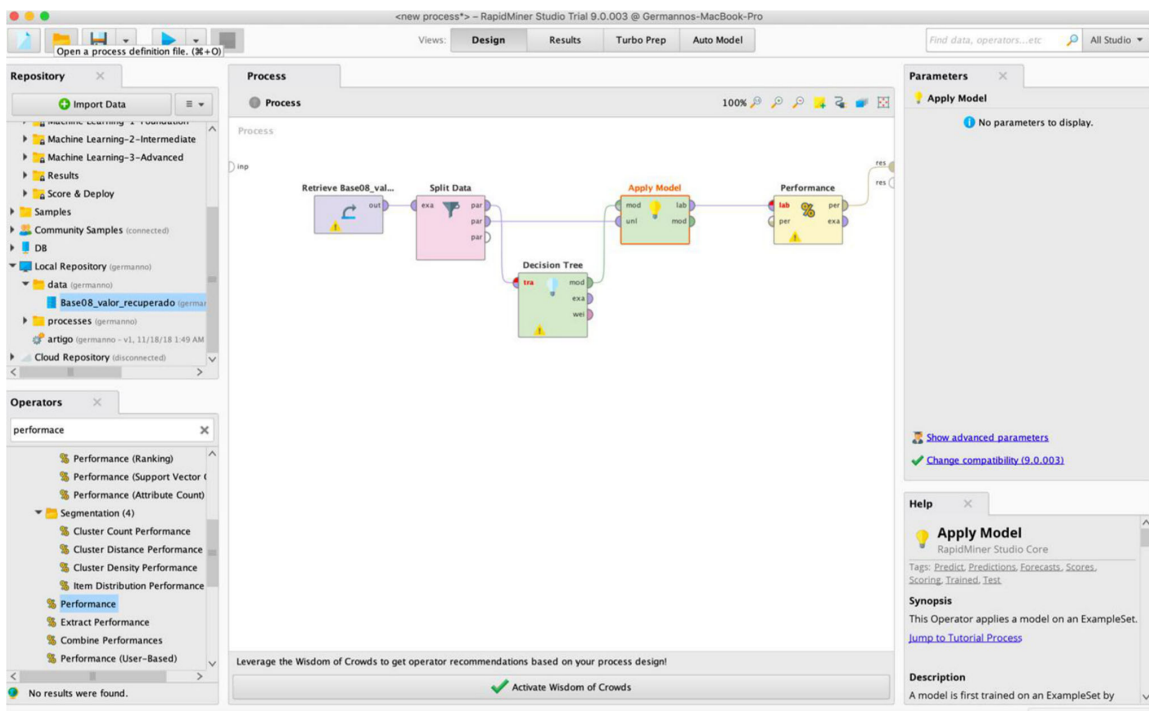 <new process*> – RapidMiner Studio Trial 9.0.003 @ Germannos-MacBook-Pro
Open a process definition file. (⌘+O)
Views:
Design
Results
Turbo Prep
Auto Model
Find data, operators...etc
All Studio
Repository
Import Data
Machine Learning-1-Foundation
Machine Learning-2-Intermediate
Machine Learning-3-Advanced
Results
Score & Deploy
Samples
Community Samples (connected)
DB
Local Repository (germanno)
data (germanno)
Base08_valor_recuperado (germar
processes (germanno)
artigo (germanno - v1, 11/18/18 1:49 AM
Cloud Repository (disconnected)
Operators
performace
Performance (Ranking)
Performance (Support Vector
Performance (Attribute Count)
Segmentation (4)
Cluster Count Performance
Cluster Distance Performance
Cluster Density Performance
Item Distribution Performance
Performance
Extract Performance
Combine Performances
Performance (User-Based)
No results were found.
Process
Process
100%
Process
inp
res
res
Retrieve Base08_val...
out
Split Data
exa
par
par
par
Decision Tree
tra
mod
exa
wei
Apply Model
mod
lab
unl
mod
Performance
lab
per
per
exa
Leverage the Wisdom of Crowds to get operator recommendations based on your process design!
Activate Wisdom of Crowds
Parameters
Apply Model
No parameters to display.
Show advanced parameters
Change compatibility (9.0.003)
Help
Apply Model
RapidMiner Studio Core
Tags: Predict, Predictions, Forecasts, Scores,
Scoring, Trained, Test
Synopsis
This Operator applies a model on an ExampleSet.
Jump to Tutorial Process
Description
A model is first trained on an ExampleSet by